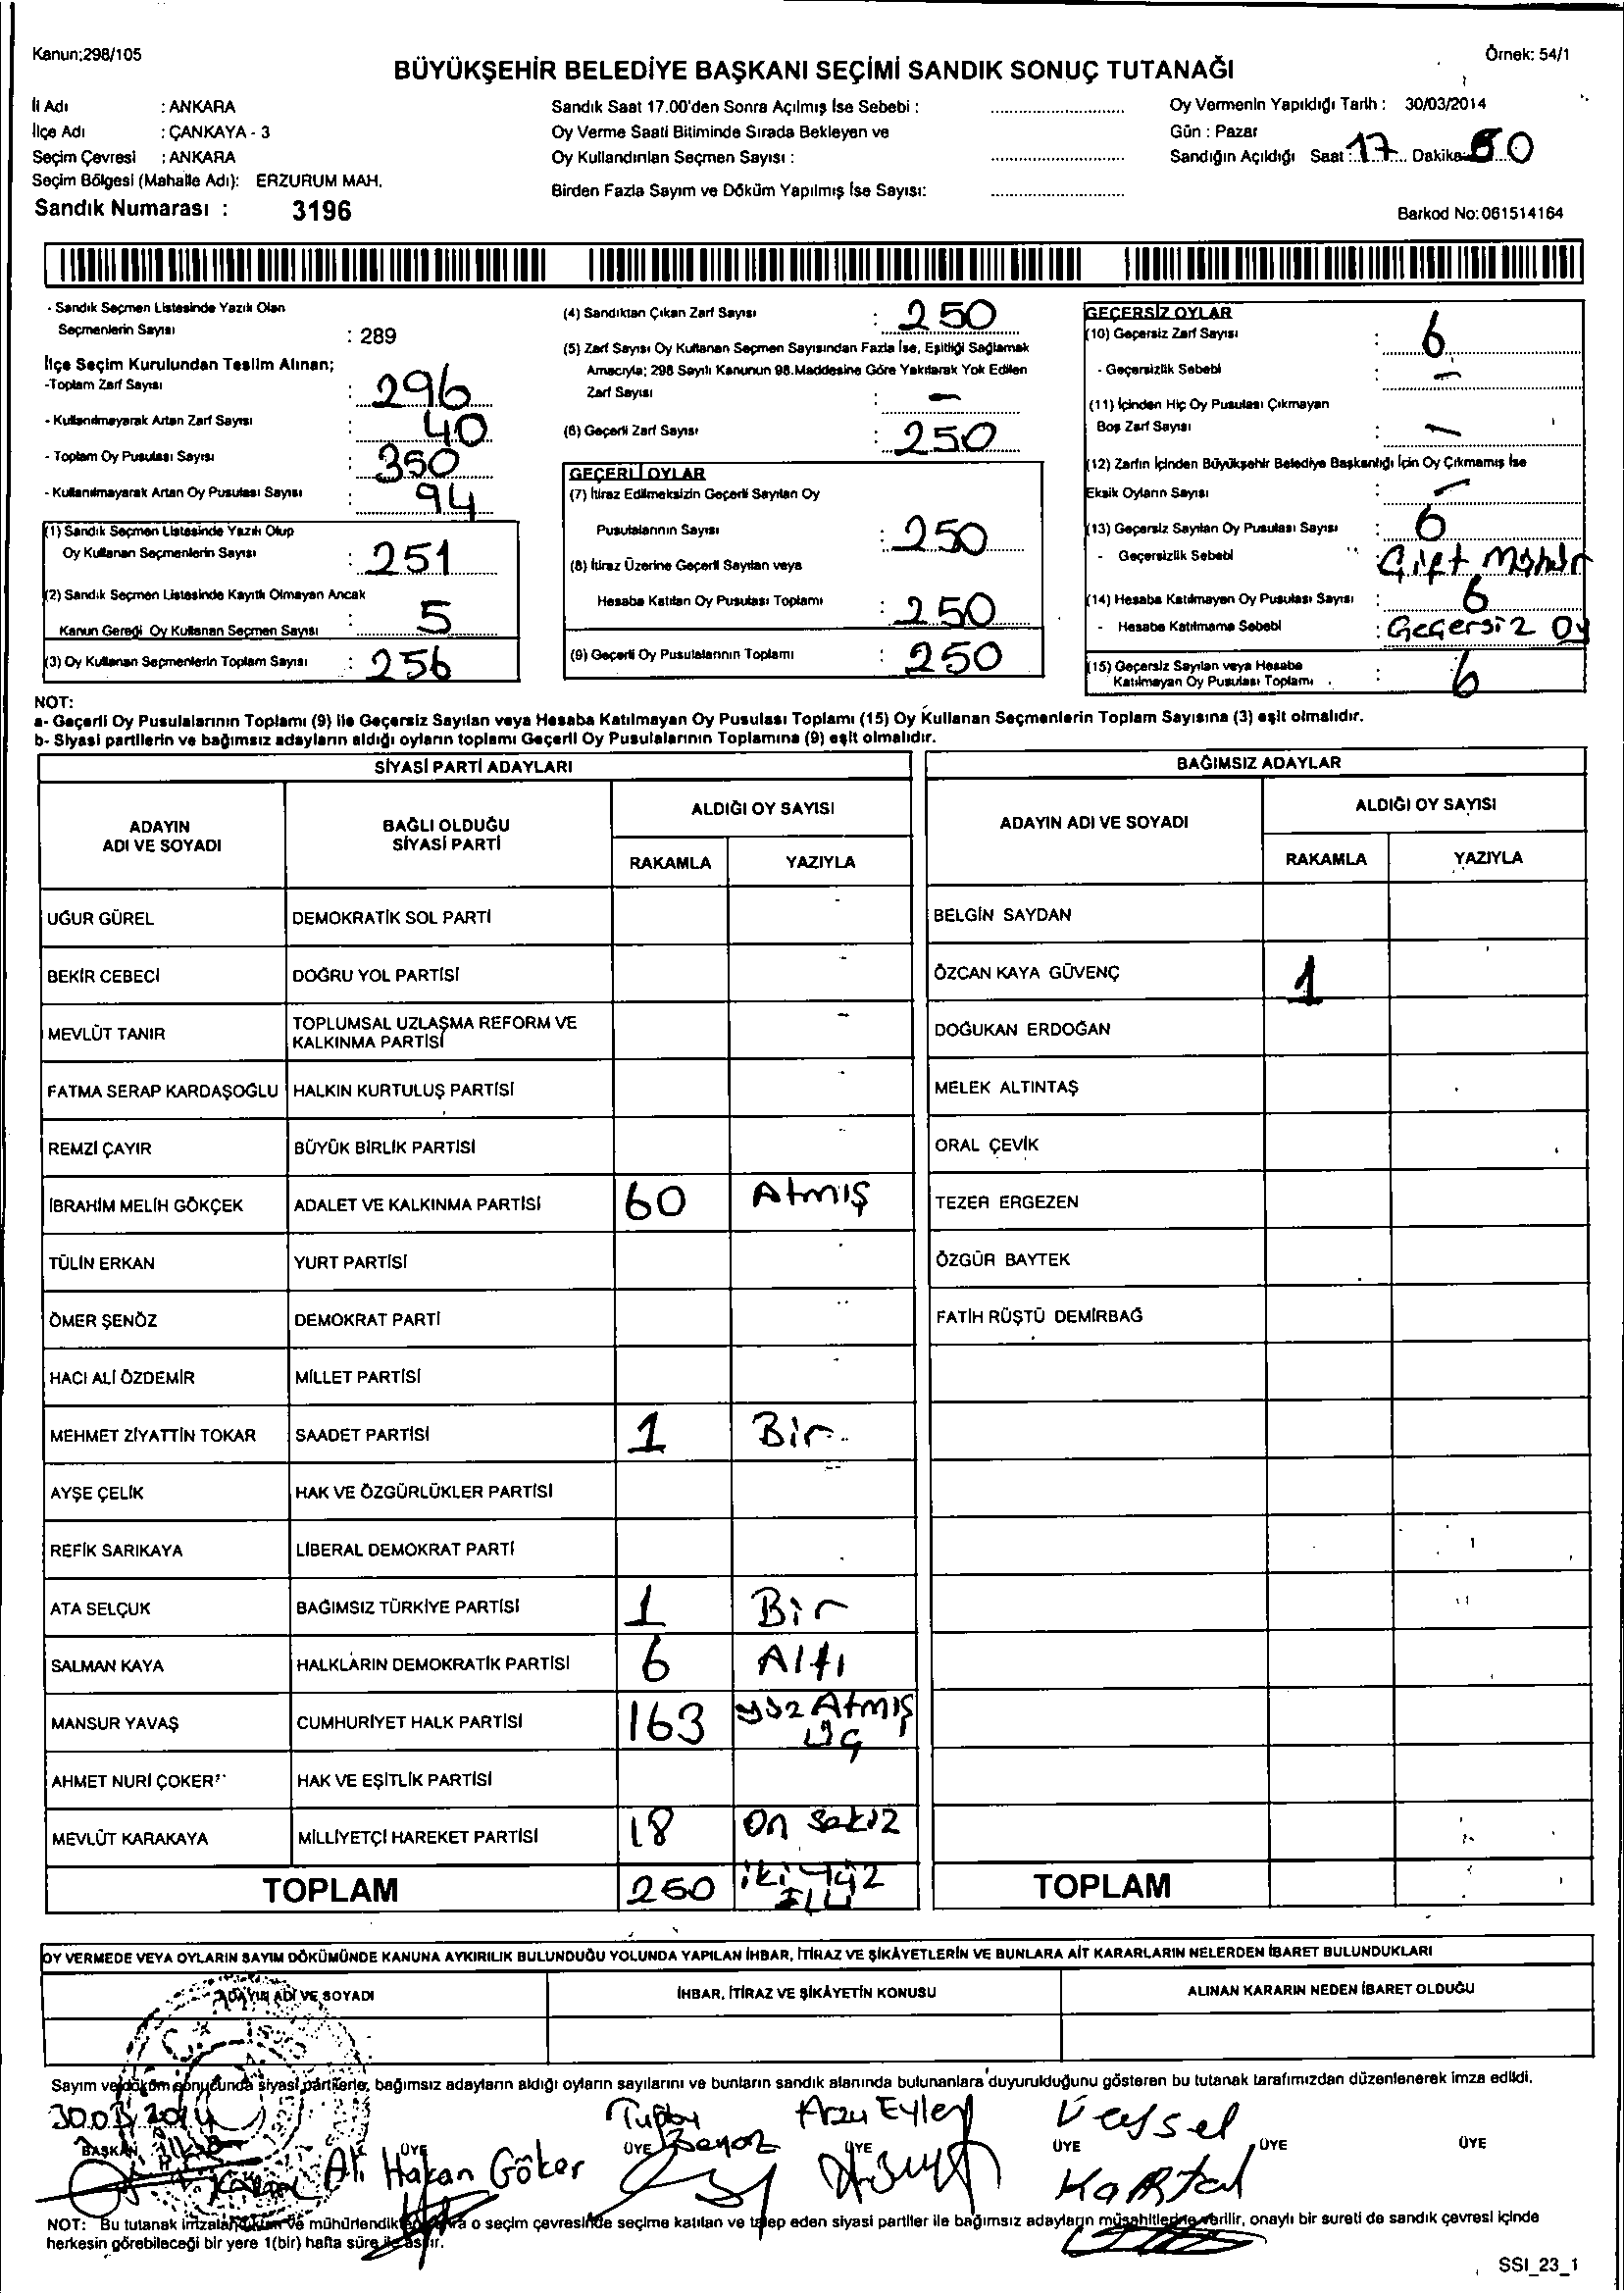 Kanun;298/105
Örnek: 54/1
BÜYÜKŞEHİR BELEDİYE BAŞKANI SEÇİMİ SANDIK SONUÇ TUTANAĞI
İl Adı : ANKARA
İlçe Adı : ÇANKAYA - 3
Seçim Çevresi : ANKARA
Seçim Bölgesi (Mahalle Adı): ERZURUM MAH.
Sandık Numarası : 3196
Sandık Saat 17.00'den Sonra Açılmış İse Sebebi :
Oy Verme Saati Bitiminde Sırada Bekleyen ve
Oy Kullandırılan Seçmen Sayısı :
Birden Fazla Sayım ve Döküm Yapılmış İse Sayısı:
Oy Vermenin Yapıldığı Tarih : 30/03/2014
Gün : Pazar
Sandığın Açıldığı Saat : 17 Dakika: 50
Barkod No:061514164
- Sandık Seçmen Listesinde Yazılı Olan
Seçmenlerin Sayısı : 289
İlçe Seçim Kurulundan Teslim Alınan;
-Toplam Zarf Sayısı : 296
- Kullanılmayarak Artan Zarf Sayısı : 40
- Toplam Oy Pusulası Sayısı : 350
- Kullanılmayarak Artan Oy Pusulası Sayısı : 94
(1) Sandık Seçmen Listesinde Yazılı Olup
Oy Kullanan Seçmenlerin Sayısı : 251
(2) Sandık Seçmen Listesinde Kayıtlı Olmayan Ancak
Kanun Gereği Oy Kullanan Seçmen Sayısı : 5
(3) Oy Kullanan Seçmenlerin Toplam Sayısı : 256
(4) Sandıktan Çıkan Zarf Sayısı : 250
(5) Zarf Sayısı Oy Kullanan Seçmen Sayısından Fazla İse, Eşitliği Sağlamak
Amacıyla; 298 Sayılı Kanunun 98.Maddesine Göre Yakılarak Yok Edilen
Zarf Sayısı : -
(6) Geçerli Zarf Sayısı : 250
GEÇERLİ OYLAR
(7) İtiraz Edilmeksizin Geçerli Sayılan Oy
Pusulalarının Sayısı : 250
(8) İtiraz Üzerine Geçerli Sayılan veya
Hesaba Katılan Oy Pusulası Toplamı : 250
(9) Geçerli Oy Pusulalarının Toplamı : 250
GEÇERSİZ OYLAR
(10) Geçersiz Zarf Sayısı : 6
- Geçersizlik Sebebi : -
(11) İçinden Hiç Oy Pusulası Çıkmayan
Boş Zarf Sayısı : -
(12) Zarfın İçinden Büyükşehir Belediye Başkanlığı İçin Oy Çıkmamış İse
Eksik Oyların Sayısı : -
(13) Geçersiz Sayılan Oy Pusulası Sayısı : 6
- Geçersizlik Sebebi Çift Mühür
(14) Hesaba Katılmayan Oy Pusulası Sayısı : 6
- Hesaba Katılmama Sebebi : Geçersiz Oy
(15) Geçersiz Sayılan veya Hesaba
Katılmayan Oy Pusulası Toplamı : 6
NOT:
a- Geçerli Oy Pusulalarının Toplamı (9) ile Geçersiz Sayılan veya Hesaba Katılmayan Oy Pusulası Toplamı (15) Oy Kullanan Seçmenlerin Toplam Sayısına (3) eşit olmalıdır.
b- Siyasi partilerin ve bağımsız adayların aldığı oyların toplamı Geçerli Oy Pusulalarının Toplamına (9) eşit olmalıdır.
SİYASİ PARTİ ADAYLARI
ADAYIN ADI VE SOYADI BAĞLI OLDUĞU SİYASİ PARTİ ALDIĞI OY SAYISI
RAKAMLA YAZIYLA
UĞUR GÜREL DEMOKRATİK SOL PARTİ
BEKİR CEBECİ DOĞRU YOL PARTİSİ
MEVLÜT TANIR TOPLUMSAL UZLAŞMA REFORM VE KALKINMA PARTİSİ
FATMA SERAP KARDAŞOĞLU HALKIN KURTULUŞ PARTİSİ
REMZİ ÇAYIR BÜYÜK BİRLİK PARTİSİ
İBRAHİM MELİH GÖKÇEK ADALET VE KALKINMA PARTİSİ 60 Atmış
TÜLİN ERKAN YURT PARTİSİ
ÖMER ŞENÖZ DEMOKRAT PARTİ
HACI ALİ ÖZDEMİR MİLLET PARTİSİ
MEHMET ZİYATTİN TOKAR SAADET PARTİSİ 1 Bir
AYŞE ÇELİK HAK VE ÖZGÜRLÜKLER PARTİSİ
REFİK SARIKAYA LİBERAL DEMOKRAT PARTİ
ATA SELÇUK BAĞIMSIZ TÜRKİYE PARTİSİ 1 Bir
SALMAN KAYA HALKLARIN DEMOKRATİK PARTİSİ 6 Altı
MANSUR YAVAŞ CUMHURİYET HALK PARTİSİ 163 yüz Atmış üç
AHMET NURİ ÇOKER HAK VE EŞİTLİK PARTİSİ
MEVLÜT KARAKAYA MİLLİYETÇİ HAREKET PARTİSİ 18 On Sekiz
TOPLAM 250 iki yüz
BAĞIMSIZ ADAYLAR
ADAYIN ADI VE SOYADI ALDIĞI OY SAYISI
RAKAMLA YAZIYLA
BELGİN SAYDAN
ÖZCAN KAYA GÜVENÇ 1
DOĞUKAN ERDOĞAN
MELEK ALTINTAŞ
ORAL ÇEVİK
TEZER ERGEZEN
ÖZGÜR BAYTEK
FATİH RÜŞTÜ DEMİRBAĞ
TOPLAM
OY VERMEDE VEYA OYLARIN SAYIM DÖKÜMÜNDE KANUNA AYKIRILIK BULUNDUĞU YOLUNDA YAPILAN İHBAR, İTİRAZ VE ŞİKÂYETLERİN VE BUNLARA AİT KARARLARIN NELERDEN İBARET BULUNDUKLARI
ADAYIN ADI VE SOYADI İHBAR, İTİRAZ VE ŞİKÂYETİN KONUSU ALINAN KARARIN NEDEN İBARET OLDUĞU
Sayım ve döküm sonucunda siyasi partilerle, bağımsız adayların aldığı oyların sayılarını ve bunların sandık alanında bulunanlara duyurulduğunu gösteren bu tutanak tarafımızdan düzenlenerek imza edildi.
30.03.2014
BAŞKAN ÜYE ÜYE ÜYE ÜYE ÜYE ÜYE
Ali Hakan Göker
Arzu
Veysel
Kartal
NOT: Bu tutanak imzalandıktan ve mühürlendikten sonra o seçim çevresinde seçime katılan ve talep eden siyasi partiler ile bağımsız adayların müşahitlerine verilir, onaylı bir sureti de sandık çevresi içinde
herkesin görebileceği bir yere 1(bir) hafta süre ile asılır.
SSI_23_1